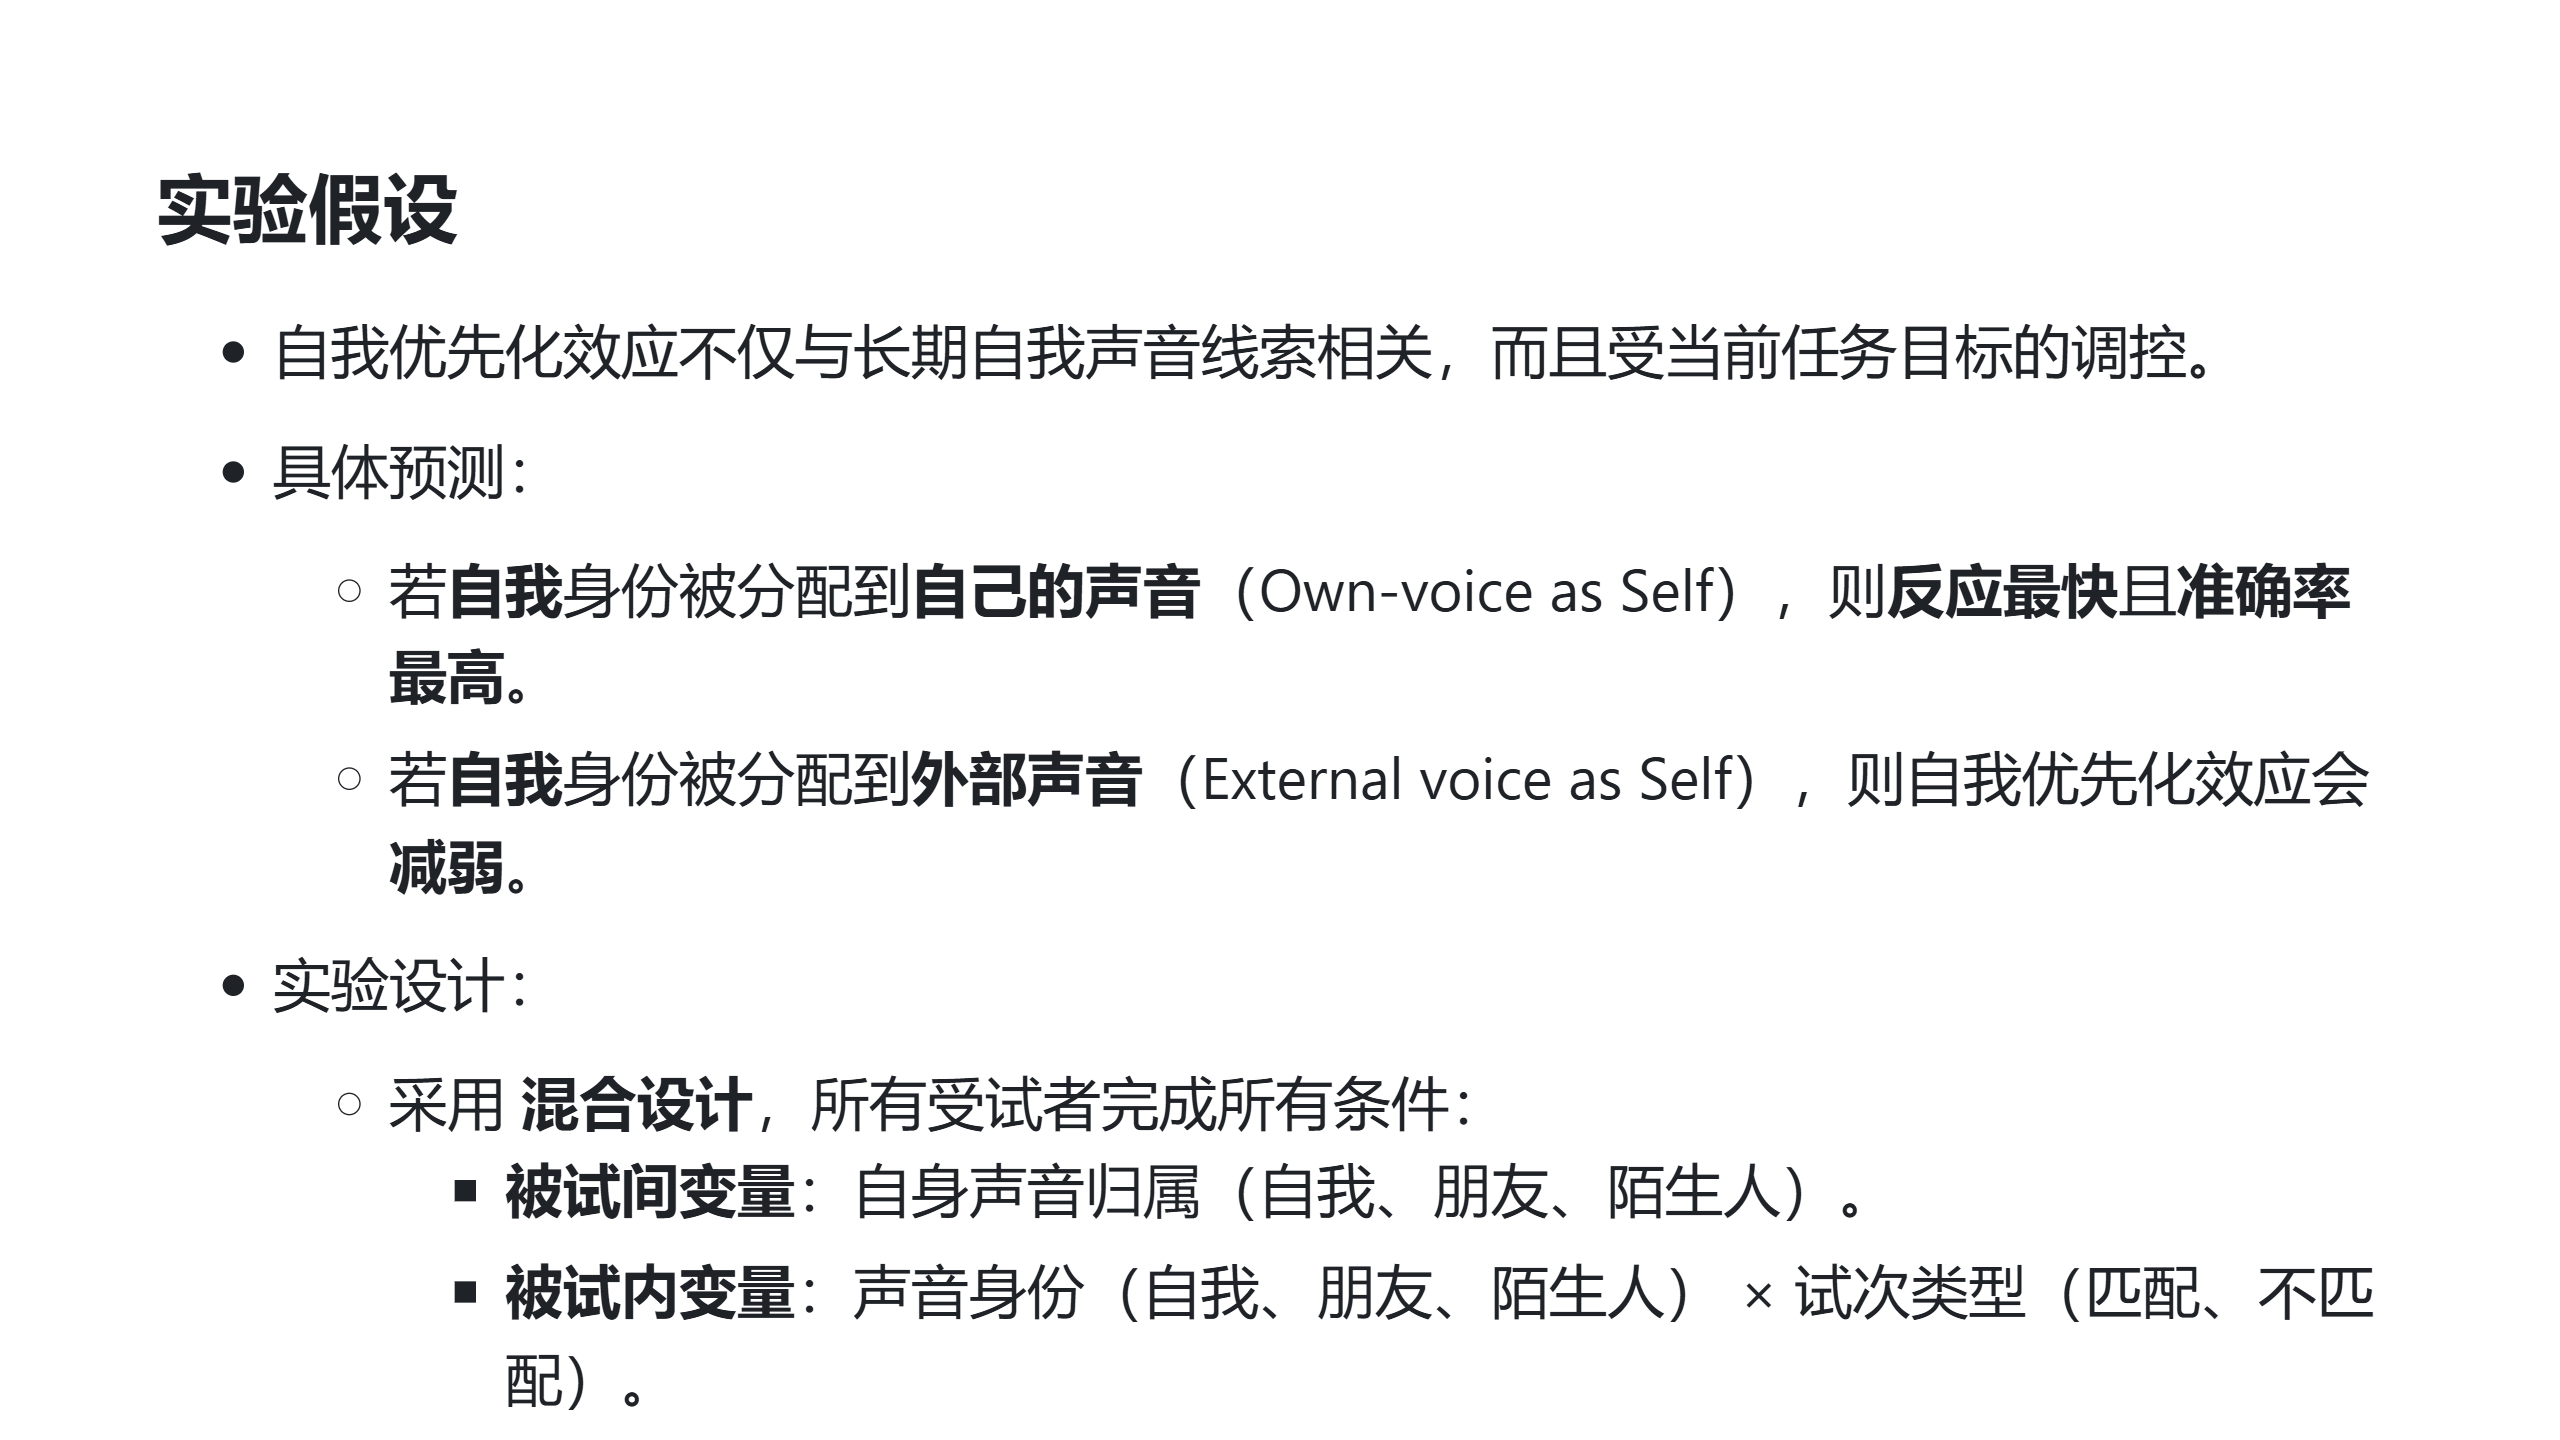 实验假设
自我优先化效应不仅与长期自我声音线索相关，而且受当前任务目标的调控。
具体预测：
若自我身份被分配到自己的声音（Own-voice as Self），则反应最快且准确率
最高。
若自我身份被分配到外部声音（External voice as Self），则自我优先化效应会
减弱。
实验设计：
采用 混合设计，所有受试者完成所有条件：
被试间变量：自身声音归属（自我、朋友、陌生人）。
被试内变量：声音身份（自我、朋友、陌生人） × 试次类型（匹配、不匹
配）。